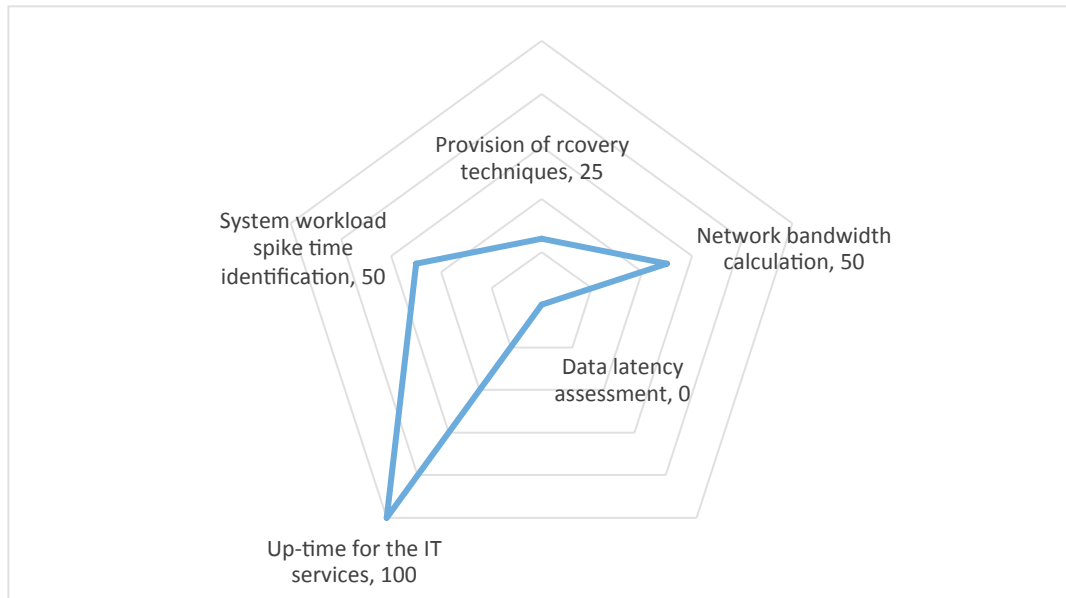 Provision of rcovery
techniques, 25
Network bandwidth
calculation, 50
Data latency
assessment, 0
Up-time for the IT
services, 100
System workload
spike time
identification, 50